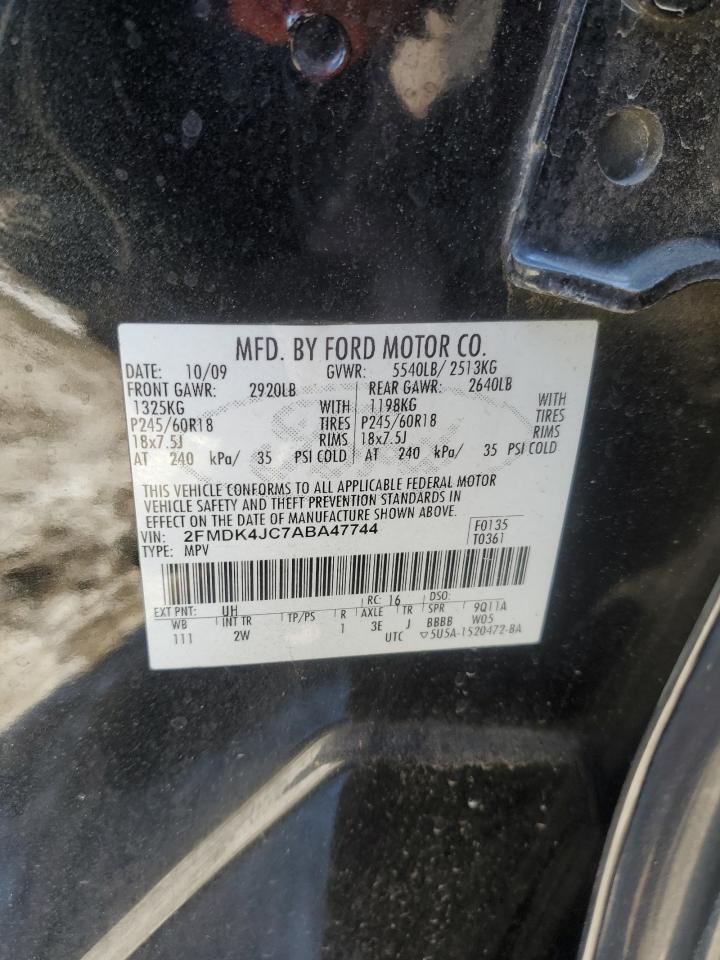 MFD. BY FORD MOTOR CO.
DATE: 10/09 GVWR: 5540LB/ 2513KG
FRONT GAWR: 2920LB REAR GAWR: 2640LB
1325KG WITH 1198KG WITH
P245/60R18 TIRES P245/60R18 TIRES
18x7.5J RIMS 18x7.5J RIMS
AT 240 kPa/ 35 PSI COLD AT 240 kPa/ 35 PSI COLD
THIS VEHICLE CONFORMS TO ALL APPLICABLE FEDERAL MOTOR
VEHICLE SAFETY AND THEFT PREVENTION STANDARDS IN
EFFECT ON THE DATE OF MANUFACTURE SHOWN ABOVE.
VIN: 2FMDK4JC7ABA47744 F0135
TYPE: MPV T0361
EXT PNT: UH RC: 16 DSO:
WB INT TR TP/PS R AXLE TR SPR 9Q11A
111 2W 1 3E J BBBB W05
UTC ▽5U5A-1520472-BA